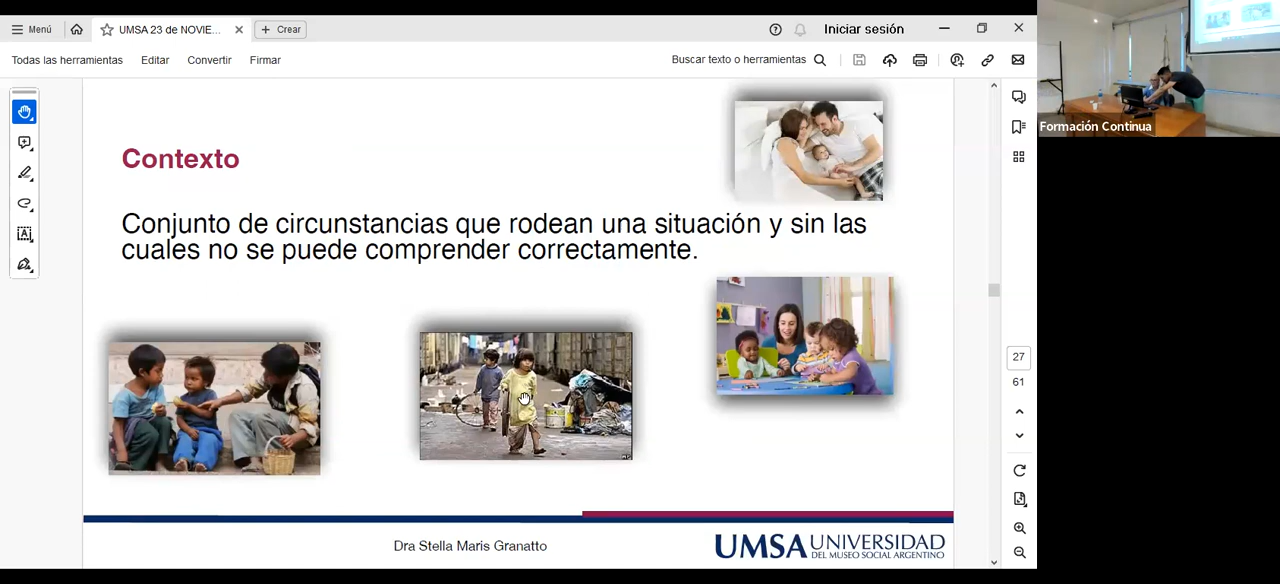 Menú
UMSA 23 de NOVIE...
Crear
Iniciar sesión
Todas las herramientas
Editar
Convertir
Firmar
Buscar texto o herramientas
Formación Continua
Contexto
Conjunto de circunstancias que rodean una situación y sin las
cuales no se puede comprender correctamente.
27
61
Dra Stella Maris Granatto
UMSA UNIVERSIDAD
DEL MUSEO SOCIAL ARGENTINO